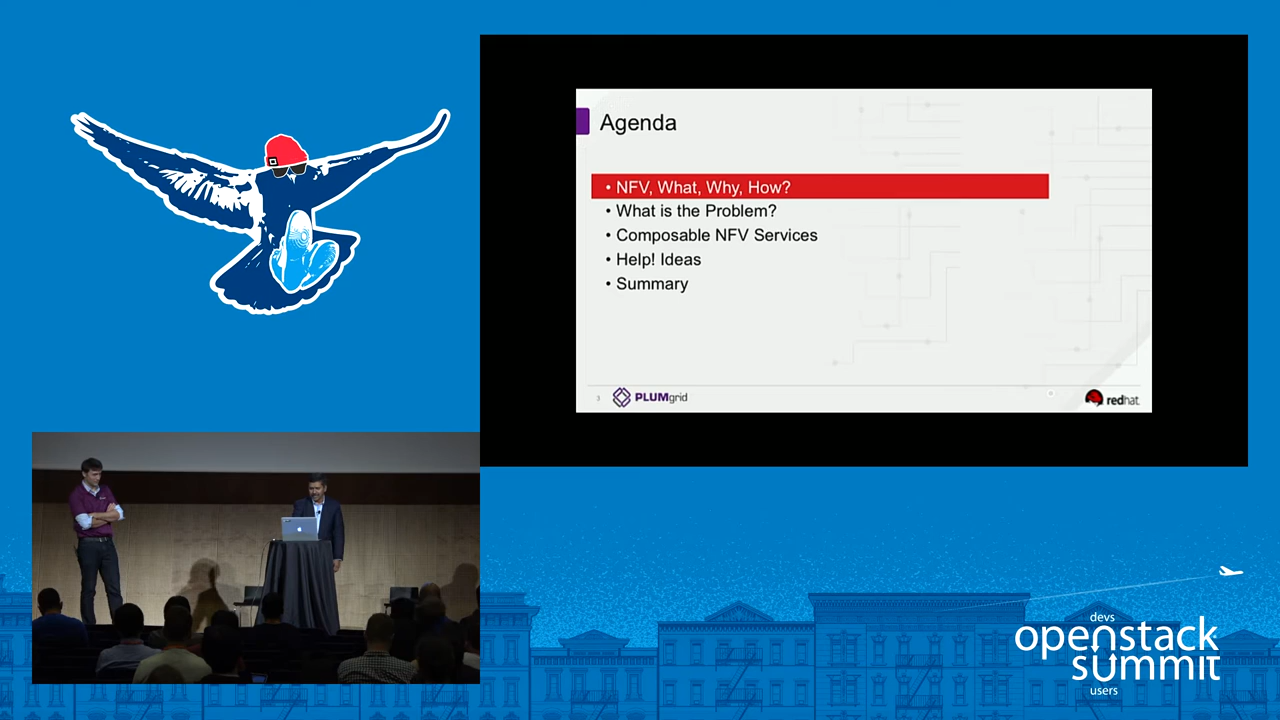 Agenda
• NFV, What, Why, How?
• What is the Problem?
• Composable NFV Services
• Help! Ideas
• Summary
3
PLUMgrid
redhat.
devs
openstack
summit
users